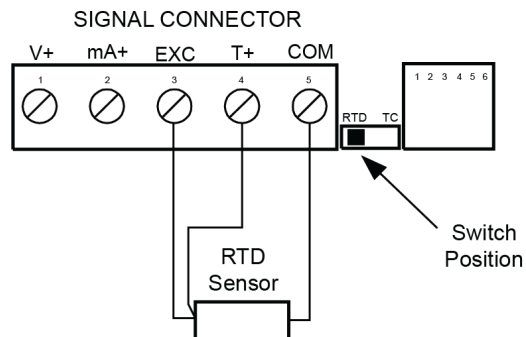 SIGNAL CONNECTOR
V+ mA+ EXC T+ COM
1 2 3 4 5
1 2 3 4 5 6
RTD TC
Switch
Position
RTD
Sensor